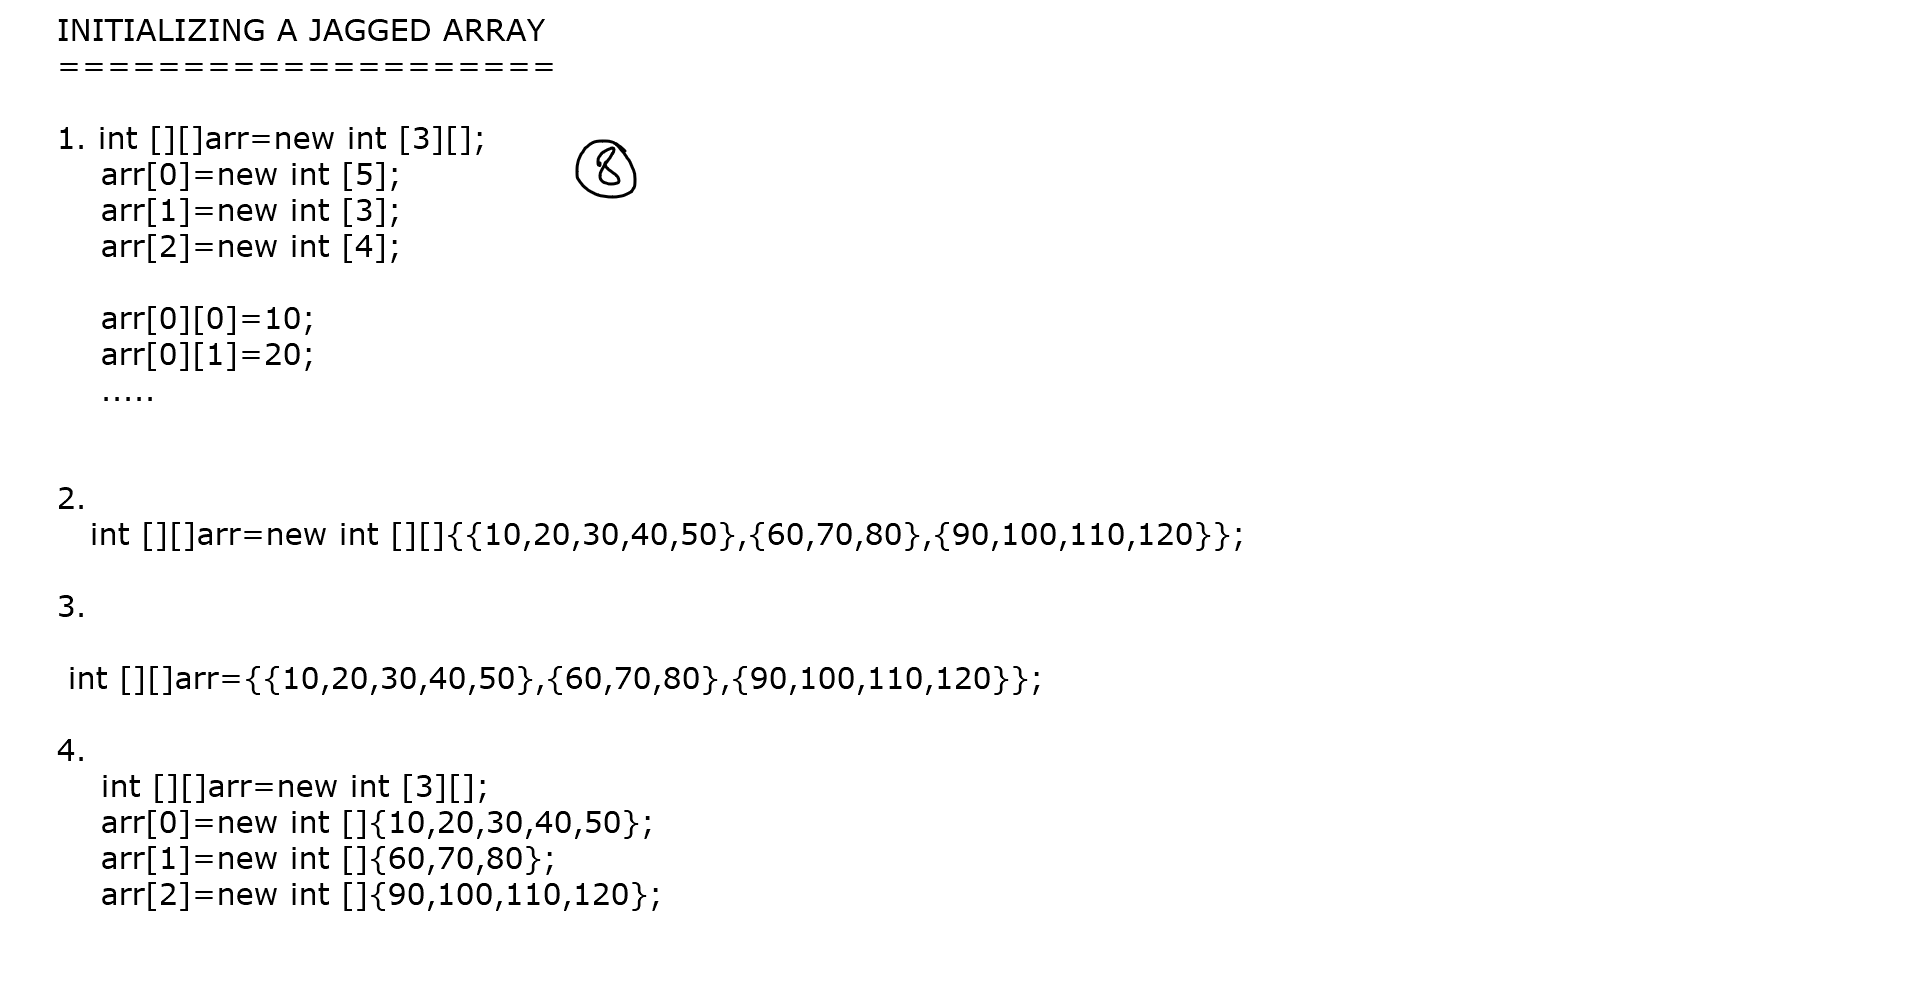 INITIALIZING A JAGGED ARRAY
====================
1. int [][]arr=new int [3][];
8
arr[0]=new int [5];
arr[1]=new int [3];
arr[2]=new int [4];
arr[0][0]=10;
arr[0][1]=20;
.....
2.
int [][]arr=new int [][]{{10,20,30,40,50},{60,70,80},{90,100,110,120}};
3.
int [][]arr={{10,20,30,40,50},{60,70,80},{90,100,110,120}};
4.
int [][]arr=new int [3][];
arr[0]=new int []{10,20,30,40,50};
arr[1]=new int []{60,70,80};
arr[2]=new int []{90,100,110,120};